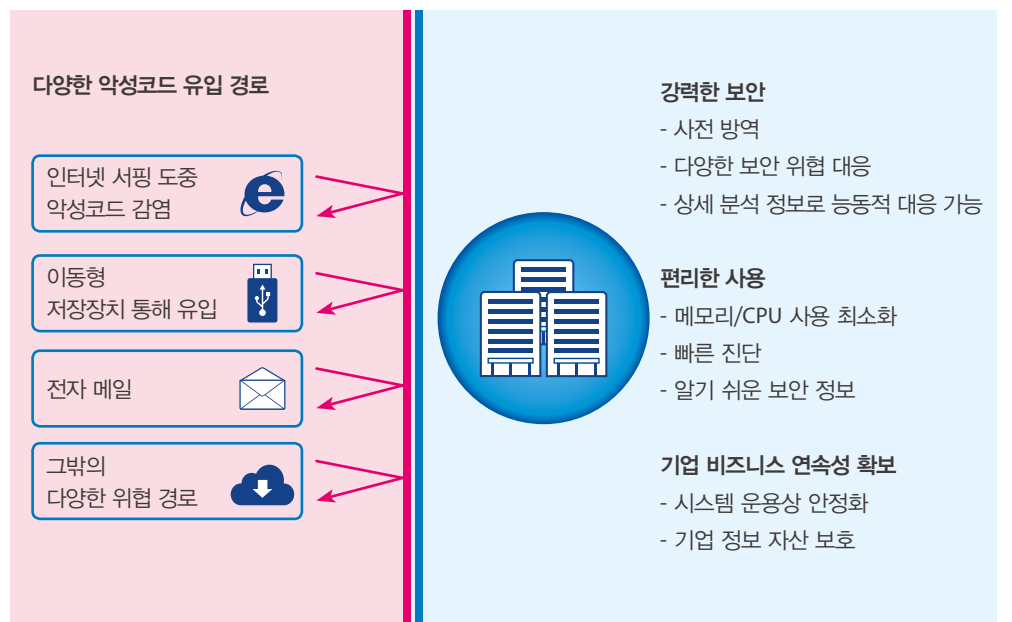 다양한 악성코드 유입 경로
인터넷 서핑 도중
악성코드 감염
이동형
저장장치 통해 유입
전자 메일
그밖의
다양한 위협 경로
강력한 보안
- 사전 방역
- 다양한 보안 위협 대응
- 상세 분석 정보로 능동적 대응 가능
편리한 사용
- 메모리/CPU 사용 최소화
- 빠른 진단
- 알기 쉬운 보안 정보
기업 비즈니스 연속성 확보
- 시스템 운용상 안정화
- 기업 정보 자산 보호